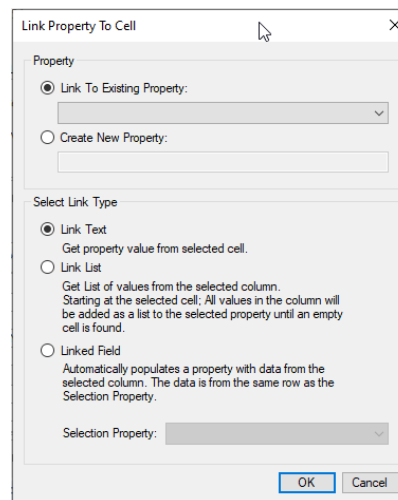 Link Property To Cell
Property
Link To Existing Property:
Create New Property:
Select Link Type
Link Text
Get property value from selected cell.
Link List
Get List of values from the selected column.
Starting at the selected cell; All values in the column will
be added as a list to the selected property until an empty
cell is found.
Linked Field
Automatically populates a property with data from the
selected column. The data is from the same row as the
Selection Property.
Selection Property:
OK
Cancel